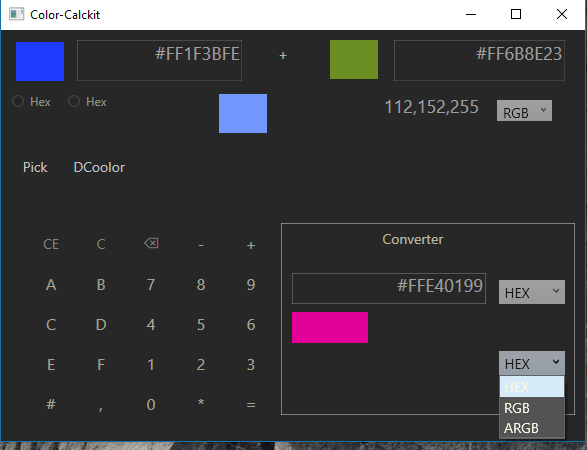 Color-Calckit
#FF1F3BFE + #FF6B8E23
Hex Hex 112,152,255 RGB
Pick DCoolor
Converter
CE C - +
A B 7 8 9
#FFE40199 HEX
C D 4 5 6
E F 1 2 3 HEX
HEX
# , 0 * = RGB
ARGB